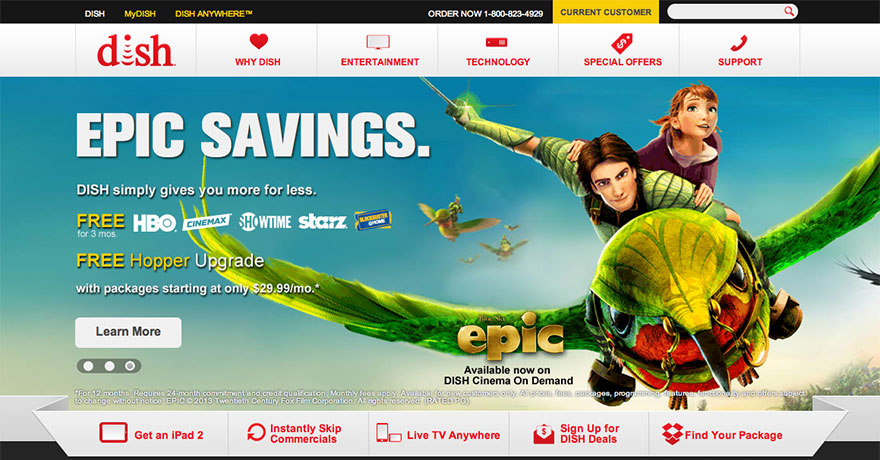 DISH MyDISH DISH ANYWHERE™ ORDER NOW 1-800-823-4929 CURRENT CUSTOMER
dish
WHY DISH ENTERTAINMENT TECHNOLOGY SPECIAL OFFERS SUPPORT
EPIC SAVINGS.
DISH simply gives you more for less.
FREE for 3 mos. HBO CINEMAX SHOWTIME starz BLOCKBUSTER @HOME
FREE Hopper Upgrade
with packages starting at only $29.99/mo.*
Learn More
epic
Available now on
DISH Cinema On Demand
*For 12 months. Requires 24-month commitment and credit qualification. Monthly fees apply. Available for new customers only. All prices, fees, packages, programming, features, functionality and offers subject
to change without notice. EPIC © 2013 Twentieth Century Fox Film Corporation. All rights reserved. (RATED PG)
Get an iPad 2 Instantly Skip Commercials Live TV Anywhere Sign Up for DISH Deals Find Your Package